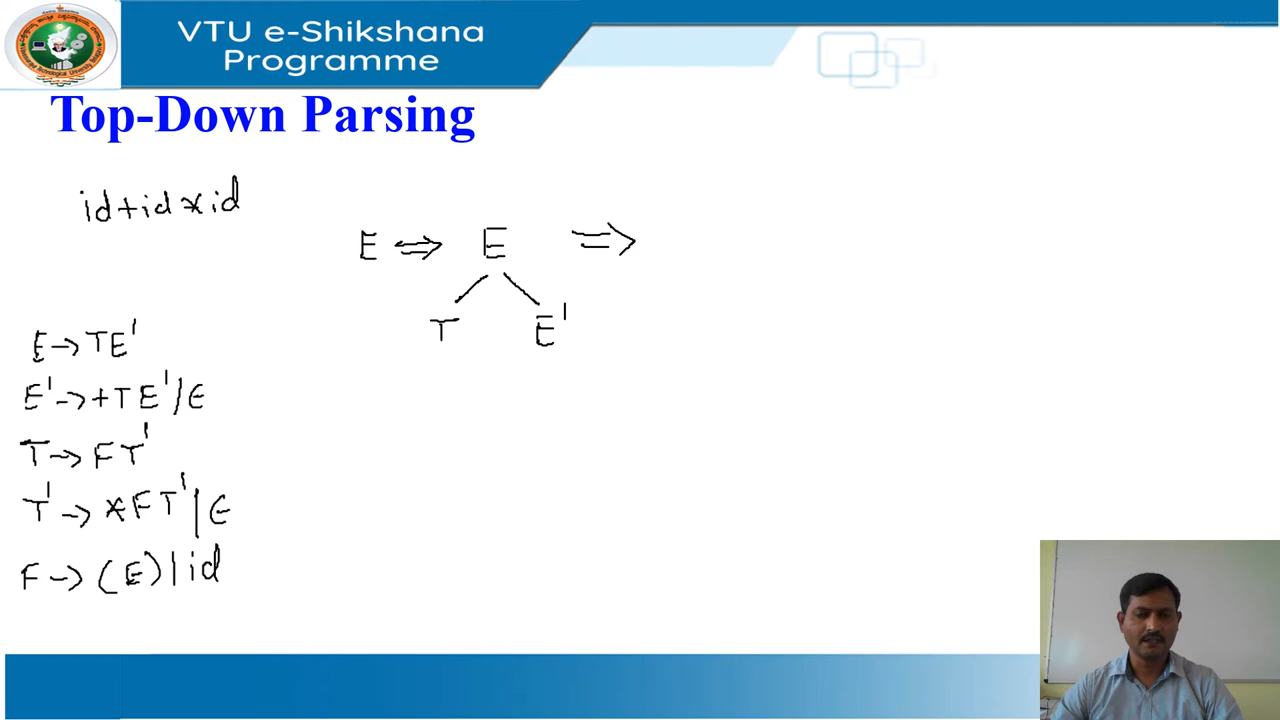 VTU e-Shikshana
Programme
Top-Down Parsing
id+id*id
E ⇔ E ⇒
T E'
E→TE'
E'→+TE'/ϵ
T→FT'
T'→*FT'|ϵ
F→(E)|id